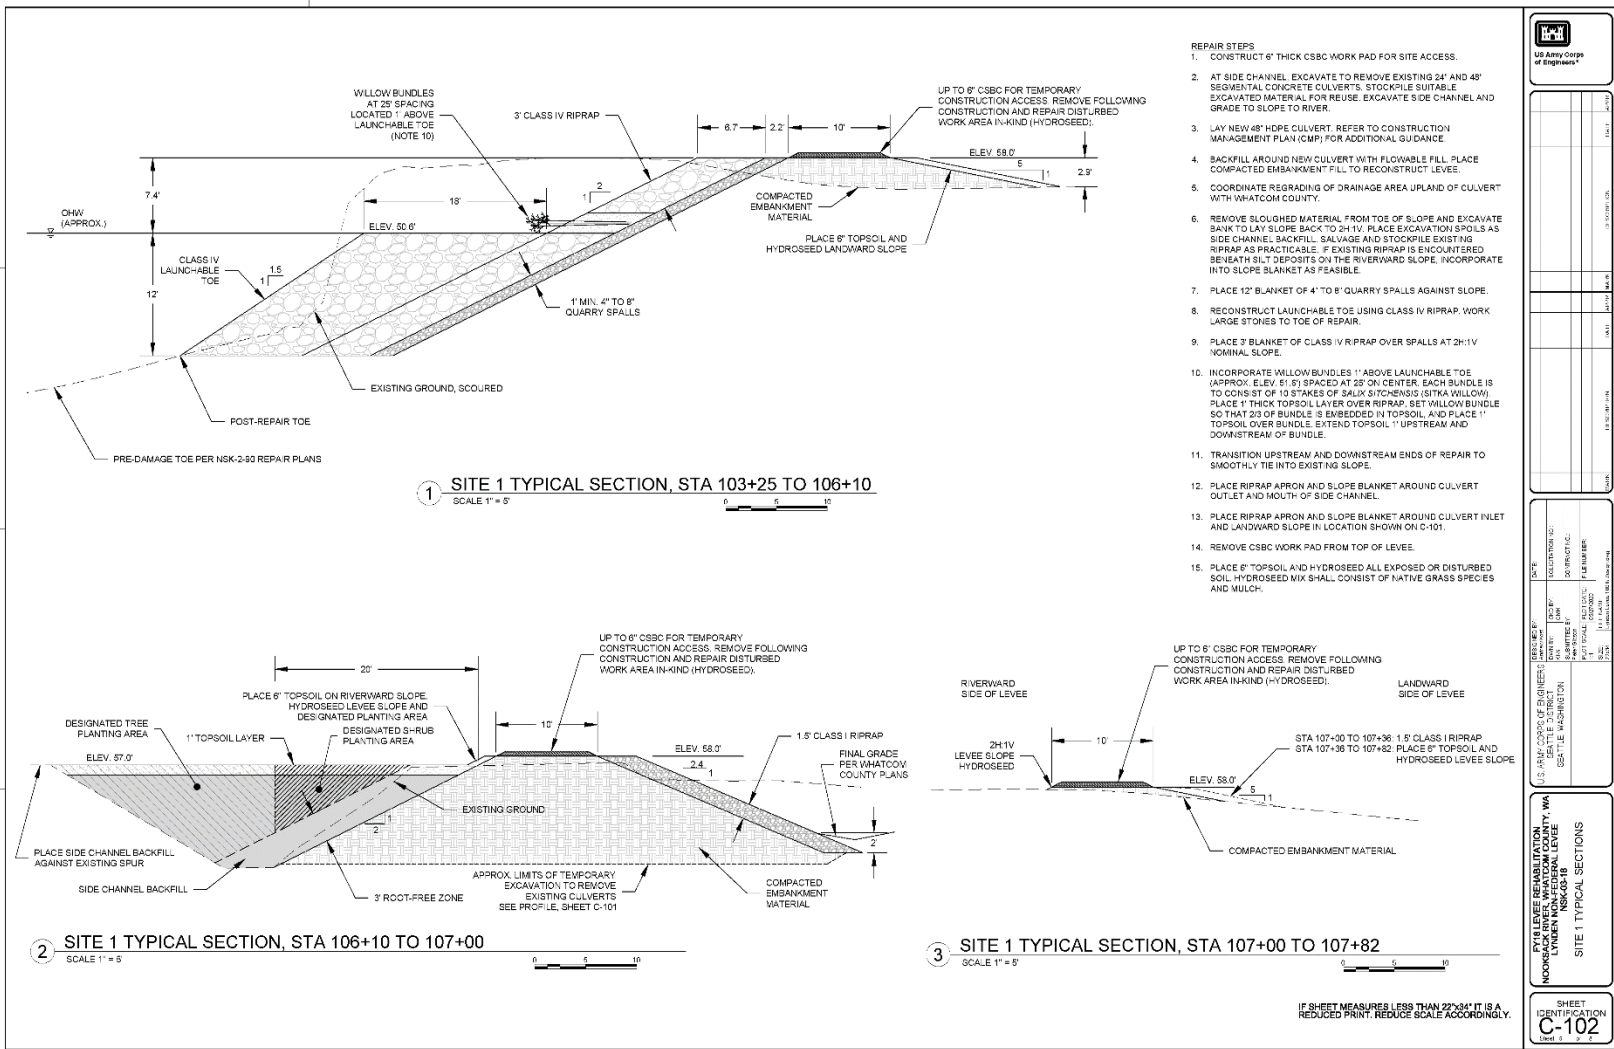 REPAIR STEPS
1. CONSTRUCT 6" THICK CSBC WORK PAD FOR SITE ACCESS.
2. AT SIDE CHANNEL, EXCAVATE TO REMOVE EXISTING 24" AND 48"
SEGMENTAL CONCRETE CULVERTS. STOCKPILE SUITABLE
EXCAVATED MATERIAL FOR REUSE. EXCAVATE SIDE CHANNEL AND
GRADE TO SLOPE TO RIVER.
3. LAY NEW 48" HDPE CULVERT. REFER TO CONSTRUCTION
MANAGEMENT PLAN (CMP) FOR ADDITIONAL GUIDANCE.
4. BACKFILL AROUND NEW CULVERT WITH FLOWABLE FILL. PLACE
COMPACTED EMBANKMENT FILL TO RECONSTRUCT LEVEE.
5. COORDINATE REGRADING OF DRAINAGE AREA UPLAND OF CULVERT
WITH WHATCOM COUNTY.
6. REMOVE SLOUGHED MATERIAL FROM TOE OF SLOPE AND EXCAVATE
BANK TO LAY SLOPE BACK TO 2H:1V. PLACE EXCAVATION SPOILS AS
SIDE CHANNEL BACKFILL. SALVAGE AND STOCKPILE EXISTING
RIPRAP AS PRACTICABLE. IF EXISTING RIPRAP IS ENCOUNTERED
BENEATH SILT DEPOSITS ON THE RIVERWARD SLOPE, INCORPORATE
INTO SLOPE BLANKET AS FEASIBLE.
7. PLACE 12" BLANKET OF 4" TO 8" QUARRY SPALLS AGAINST SLOPE.
8. RECONSTRUCT LAUNCHABLE TOE USING CLASS IV RIPRAP. WORK
LARGE STONES TO TOE OF REPAIR.
9. PLACE 3' BLANKET OF CLASS IV RIPRAP OVER SPALLS AT 2H:1V
NOMINAL SLOPE.
10. INCORPORATE WILLOW BUNDLES 1' ABOVE LAUNCHABLE TOE
(APPROX. ELEV. 51.6') SPACED AT 25' ON CENTER. EACH BUNDLE IS
TO CONSIST OF 10 STAKES OF SALIX SITCHENSIS (SITKA WILLOW).
PLACE 1' THICK TOPSOIL LAYER OVER RIPRAP. SET WILLOW BUNDLE
SO THAT 2/3 OF BUNDLE IS EMBEDDED IN TOPSOIL, AND PLACE 1'
TOPSOIL OVER BUNDLE. EXTEND TOPSOIL 1' UPSTREAM AND
DOWNSTREAM OF BUNDLE.
11. TRANSITION UPSTREAM AND DOWNSTREAM ENDS OF REPAIR TO
SMOOTHLY TIE INTO EXISTING SLOPE.
12. PLACE RIPRAP APRON AND SLOPE BLANKET AROUND CULVERT
OUTLET AND MOUTH OF SIDE CHANNEL.
13. PLACE RIPRAP APRON AND SLOPE BLANKET AROUND CULVERT INLET
AND LANDWARD SLOPE IN LOCATION SHOWN ON C-101.
14. REMOVE CSBC WORK PAD FROM TOP OF LEVEE.
15. PLACE 6" TOPSOIL AND HYDROSEED ALL EXPOSED OR DISTURBED
SOIL. HYDROSEED MIX SHALL CONSIST OF NATIVE GRASS SPECIES
AND MULCH.
WILLOW BUNDLES
AT 25' SPACING
LOCATED 1' ABOVE
LAUNCHABLE TOE
(NOTE 10)
3' CLASS IV RIPRAP
6.7'
2.2'
10'
UP TO 6" CSBC FOR TEMPORARY
CONSTRUCTION ACCESS. REMOVE FOLLOWING
CONSTRUCTION AND REPAIR DISTURBED
WORK AREA IN-KIND (HYDROSEED).
ELEV. 58.0'
5
1
2.9'
7.4'
18'
2
1
COMPACTED
EMBANKMENT
MATERIAL
PLACE 6" TOPSOIL AND
HYDROSEED LANDWARD SLOPE
OHW
(APPROX.)
ELEV. 50.6'
CLASS IV
LAUNCHABLE
TOE
1.5
1
12'
1' MIN. 4" TO 8"
QUARRY SPALLS
EXISTING GROUND, SCOURED
POST-REPAIR TOE
PRE-DAMAGE TOE PER NSK-2-90 REPAIR PLANS
1 SITE 1 TYPICAL SECTION, STA 103+25 TO 106+10
SCALE 1" = 5'
0 5 10
20'
UP TO 6" CSBC FOR TEMPORARY
CONSTRUCTION ACCESS. REMOVE FOLLOWING
CONSTRUCTION AND REPAIR DISTURBED
WORK AREA IN-KIND (HYDROSEED).
PLACE 6" TOPSOIL ON RIVERWARD SLOPE.
HYDROSEED LEVEE SLOPE AND
DESIGNATED PLANTING AREA
10'
DESIGNATED TREE
PLANTING AREA
1' TOPSOIL LAYER
DESIGNATED SHRUB
PLANTING AREA
1.5' CLASS I RIPRAP
ELEV. 57.0'
ELEV. 58.0'
2.4
1
FINAL GRADE
PER WHATCOM
COUNTY PLANS
EXISTING GROUND
1
2
2'
PLACE SIDE CHANNEL BACKFILL
AGAINST EXISTING SPUR
SIDE CHANNEL BACKFILL
3' ROOT-FREE ZONE
APPROX. LIMITS OF TEMPORARY
EXCAVATION TO REMOVE
EXISTING CULVERTS
SEE PROFILE, SHEET C-101
COMPACTED
EMBANKMENT
MATERIAL
2 SITE 1 TYPICAL SECTION, STA 106+10 TO 107+00
SCALE 1" = 5'
0 5 10
RIVERWARD
SIDE OF LEVEE
UP TO 6" CSBC FOR TEMPORARY
CONSTRUCTION ACCESS. REMOVE FOLLOWING
CONSTRUCTION AND REPAIR DISTURBED
WORK AREA IN-KIND (HYDROSEED).
LANDWARD
SIDE OF LEVEE
2H:1V
LEVEE SLOPE
HYDROSEED
10'
STA 107+00 TO 107+36: 1.5' CLASS I RIPRAP
STA 107+36 TO 107+82: PLACE 6" TOPSOIL AND
HYDROSEED LEVEE SLOPE
ELEV. 58.0'
5
1
COMPACTED EMBANKMENT MATERIAL
3 SITE 1 TYPICAL SECTION, STA 107+00 TO 107+82
SCALE 1" = 5'
0 5 10
IF SHEET MEASURES LESS THAN 22"x34" IT IS A
REDUCED PRINT. REDUCE SCALE ACCORDINGLY.
US Army Corps
of Engineers®
U.S. ARMY CORPS OF ENGINEERS
SEATTLE DISTRICT
SEATTLE, WASHINGTON
FY18 LEVEE REHABILITATION
NOOKSACK RIVER, WHATCOM COUNTY, WA
LYNDEN NON-FEDERAL LEVEE
NSK-03-18
SITE 1 TYPICAL SECTIONS
SHEET
IDENTIFICATION
C-102